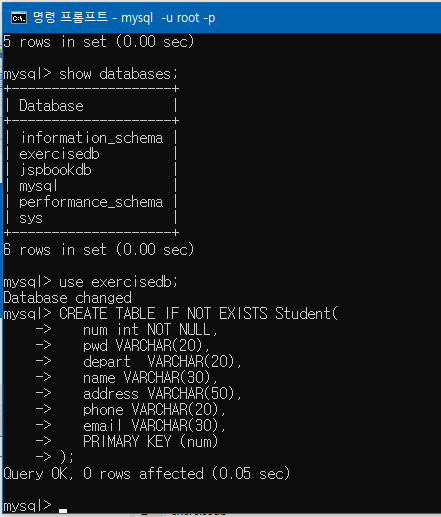 명령 프롬프트 - mysql -u root -p
5 rows in set (0.00 sec)
mysql> show databases;
+--------------------+
| Database           |
+--------------------+
| information_schema |
| exercisedb         |
| jspbookdb          |
| mysql              |
| performance_schema |
| sys                |
+--------------------+
6 rows in set (0.00 sec)
mysql> use exercisedb;
Database changed
mysql> CREATE TABLE IF NOT EXISTS Student(
    ->    num int NOT NULL,
    ->    pwd VARCHAR(20),
    ->    depart  VARCHAR(20),
    ->    name VARCHAR(30),
    ->    address VARCHAR(50),
    ->    phone VARCHAR(20),
    ->    email VARCHAR(30),
    ->    PRIMARY KEY (num)
    -> );
Query OK, 0 rows affected (0.05 sec)
mysql>